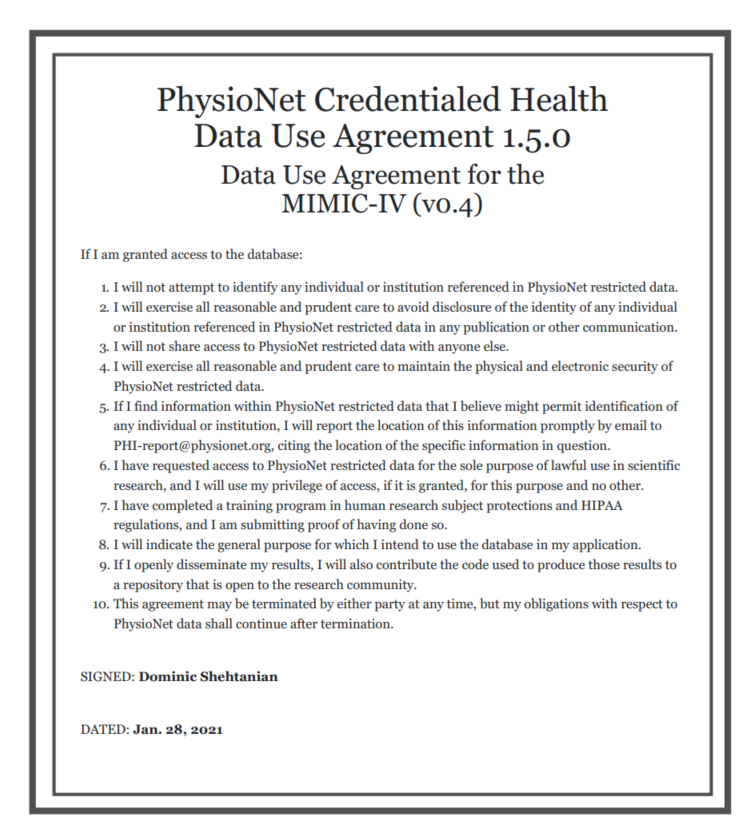 PhysioNet Credentialed Health
Data Use Agreement 1.5.0
Data Use Agreement for the
MIMIC-IV (v0.4)
If I am granted access to the database:
1. I will not attempt to identify any individual or institution referenced in PhysioNet restricted data.
2. I will exercise all reasonable and prudent care to avoid disclosure of the identity of any individual
or institution referenced in PhysioNet restricted data in any publication or other communication.
3. I will not share access to PhysioNet restricted data with anyone else.
4. I will exercise all reasonable and prudent care to maintain the physical and electronic security of
PhysioNet restricted data.
5. If I find information within PhysioNet restricted data that I believe might permit identification of
any individual or institution, I will report the location of this information promptly by email to
PHI-report@physionet.org, citing the location of the specific information in question.
6. I have requested access to PhysioNet restricted data for the sole purpose of lawful use in scientific
research, and I will use my privilege of access, if it is granted, for this purpose and no other.
7. I have completed a training program in human research subject protections and HIPAA
regulations, and I am submitting proof of having done so.
8. I will indicate the general purpose for which I intend to use the database in my application.
9. If I openly disseminate my results, I will also contribute the code used to produce those results to
a repository that is open to the research community.
10. This agreement may be terminated by either party at any time, but my obligations with respect to
PhysioNet data shall continue after termination.
SIGNED: Dominic Shehtanian
DATED: Jan. 28, 2021